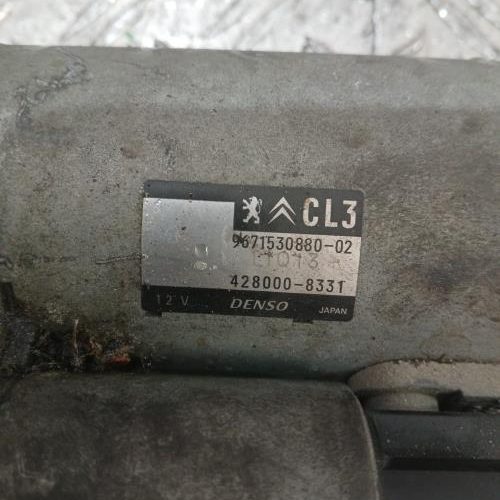 CL3
9671530880-02
428000-8331
12 V DENSO JAPAN